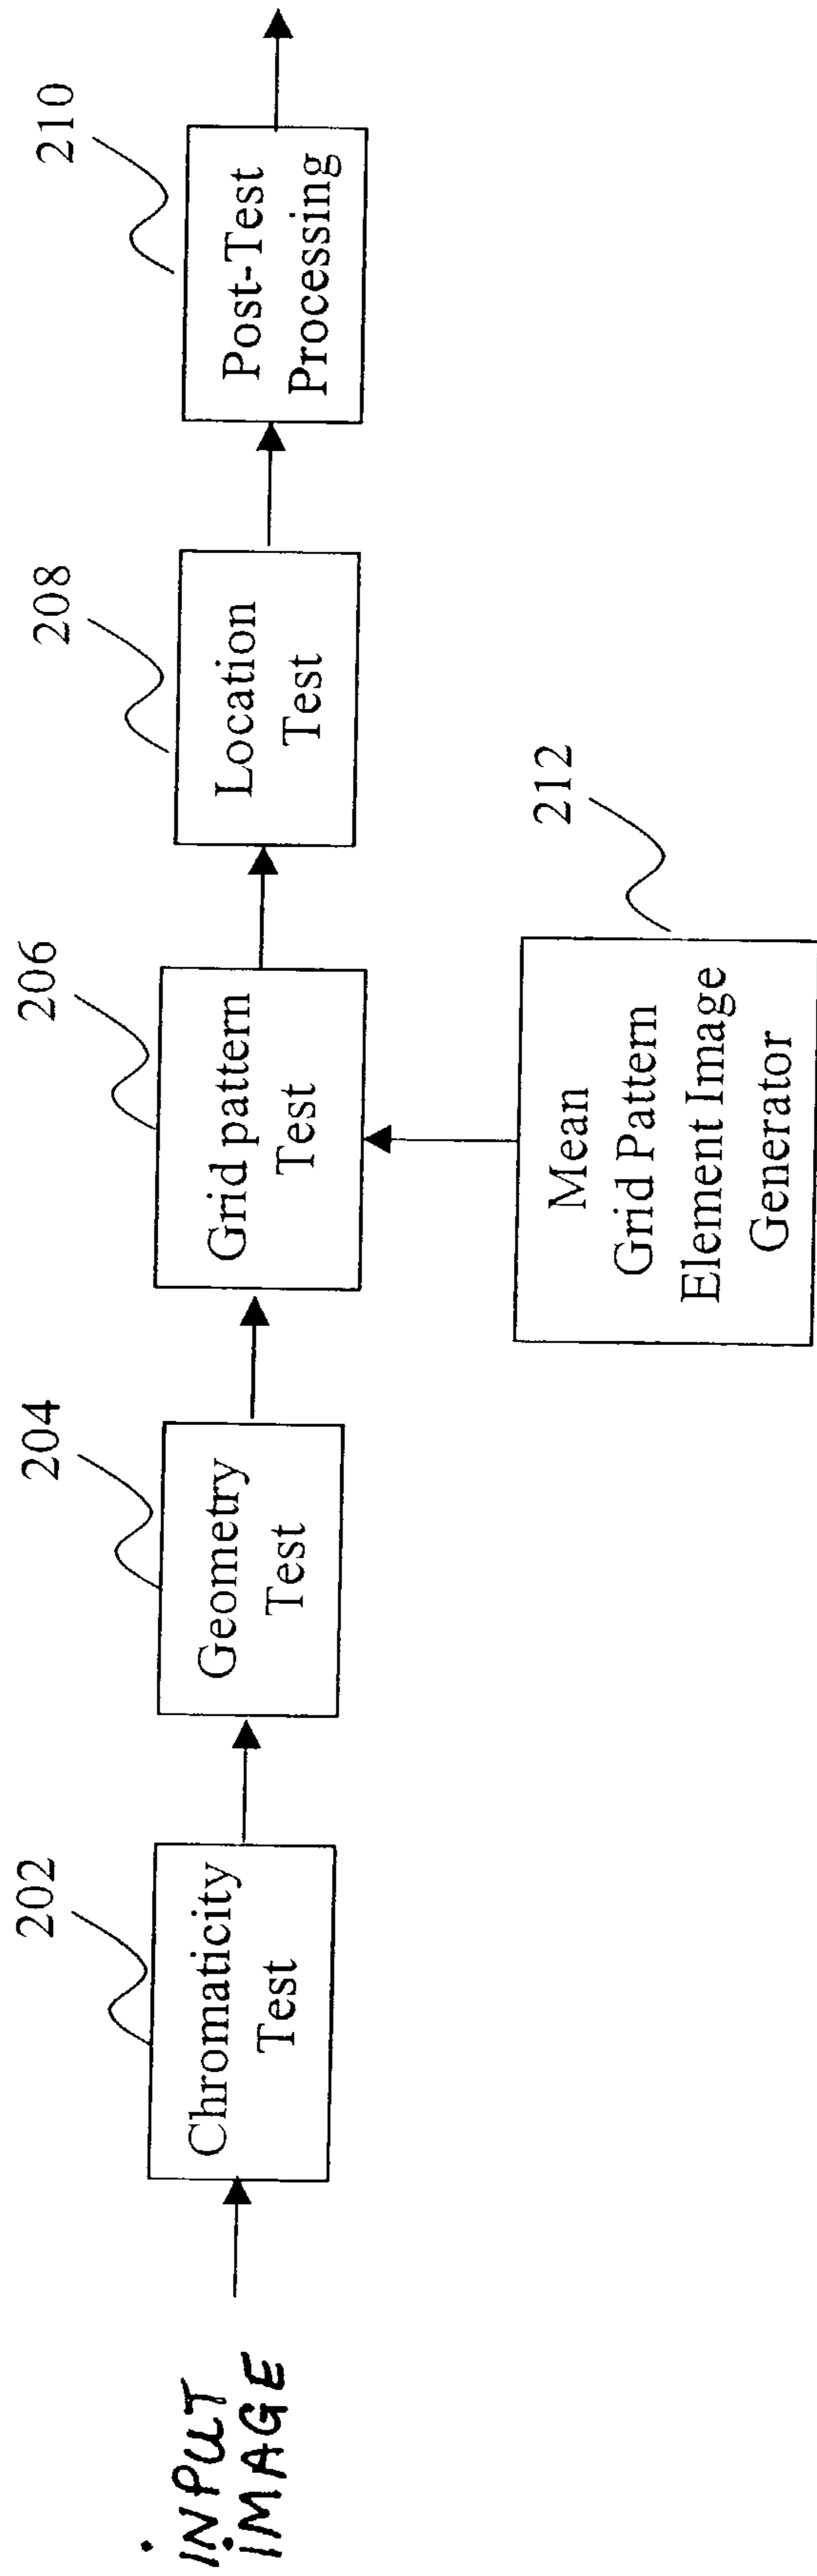 INPUT
IMAGE
202
Chromaticity
Test
204
Geometry
Test
206
Grid pattern
Test
208
Location
Test
210
Post-Test
Processing
212
Mean
Grid Pattern
Element Image
Generator